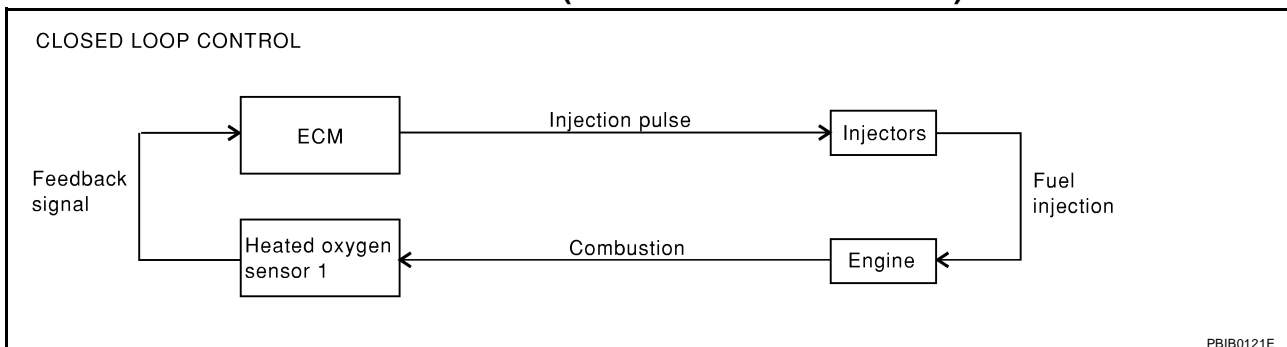 CLOSED LOOP CONTROL
ECM
Injection pulse
Injectors
Feedback
signal
Fuel
injection
Heated oxygen
sensor 1
Combustion
Engine
PBIB0121E